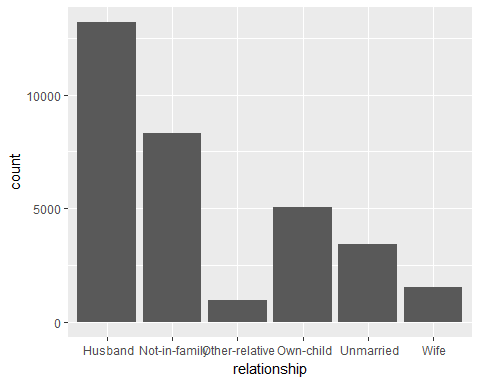 10000
5000
0
count
Husband
Not-in-family
Other-relative
Own-child
Unmarried
Wife
relationship